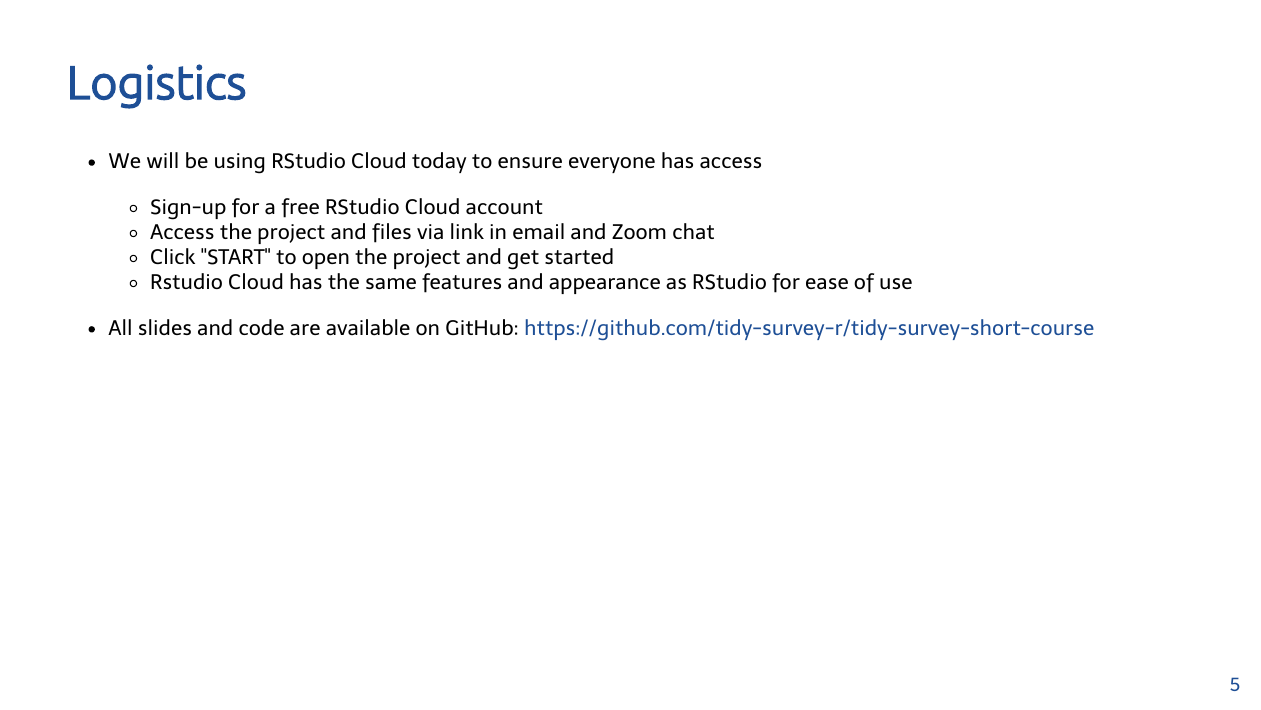 Logistics
• We will be using RStudio Cloud today to ensure everyone has access
◦ Sign-up for a free RStudio Cloud account
◦ Access the project and files via link in email and Zoom chat
◦ Click "START" to open the project and get started
◦ Rstudio Cloud has the same features and appearance as RStudio for ease of use
• All slides and code are available on GitHub: https://github.com/tidy-survey-r/tidy-survey-short-course
5